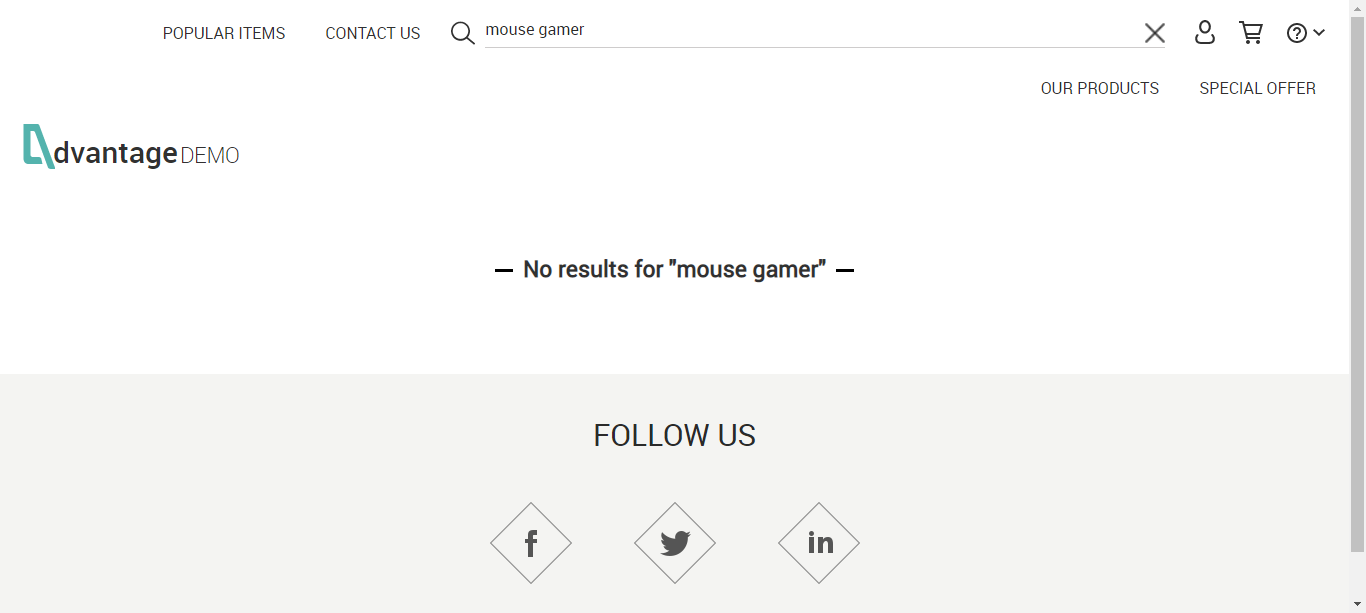 POPULAR ITEMS
CONTACT US
mouse gamer
OUR PRODUCTS
SPECIAL OFFER
dvantage DEMO
No results for "mouse gamer"
FOLLOW US
f
in